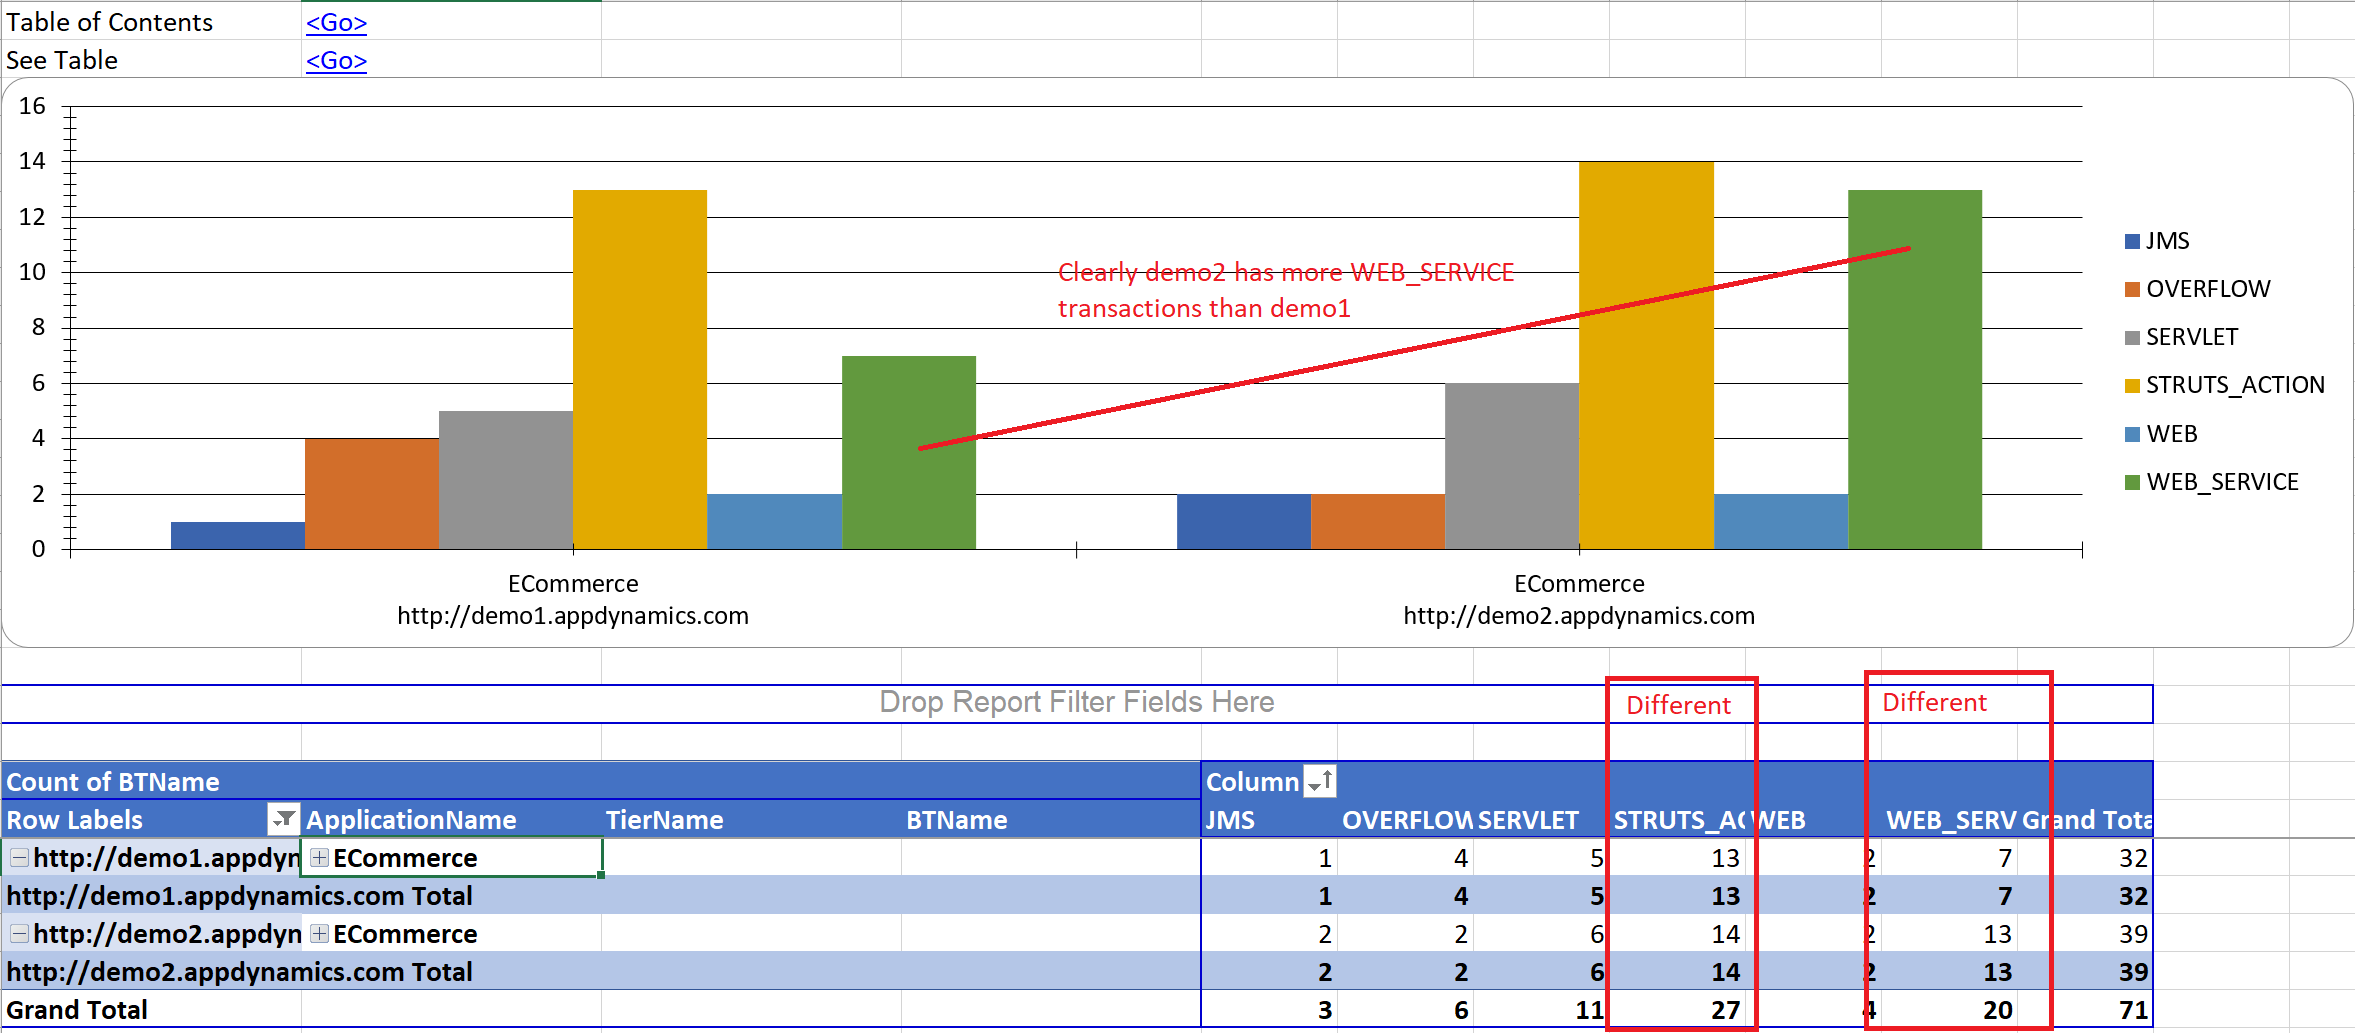 Table of Contents <Go>
See Table <Go>
16
14
12
10
8
6
4
2
0
Clearly demo2 has more WEB_SERVICE
transactions than demo1
JMS
OVERFLOW
SERVLET
STRUTS_ACTION
WEB
WEB_SERVICE
ECommerce
http://demo1.appdynamics.com
ECommerce
http://demo2.appdynamics.com
Drop Report Filter Fields Here
Different
Different
Count of BTName Column
Row Labels ApplicationName TierName BTName JMS OVERFLOW SERVLET STRUTS_AC WEB WEB_SERV Grand Tota
http://demo1.appdyn ECommerce 1 4 5 13 2 7 32
http://demo1.appdynamics.com Total 1 4 5 13 2 7 32
http://demo2.appdyn ECommerce 2 2 6 14 2 13 39
http://demo2.appdynamics.com Total 2 2 6 14 2 13 39
Grand Total 3 6 11 27 4 20 71